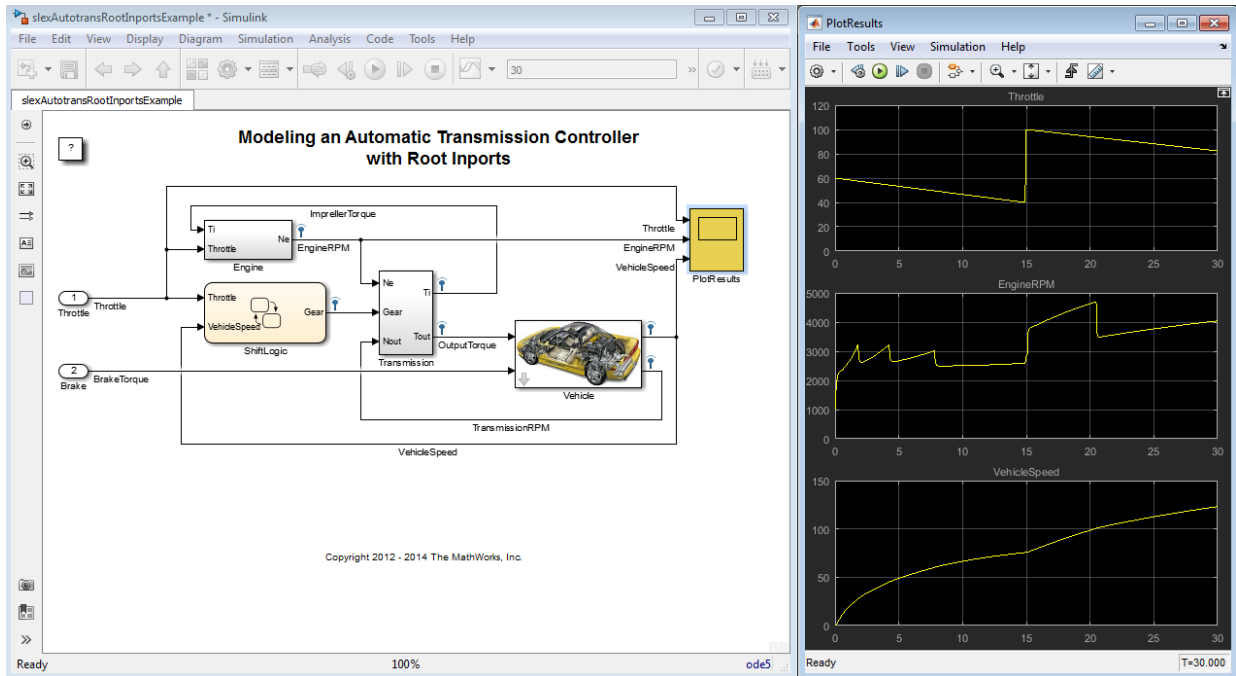 slexAutotransRootInportsExample * - Simulink
File Edit View Display Diagram Simulation Analysis Code Tools Help
30
slexAutotransRootInportsExample
?
Modeling an Automatic Transmission Controller
with Root Inports
ImprellerTorque
Ti
Throttle
Ne
EngineRPM
Engine
Throttle
EngineRPM
VehicleSpeed
PlotResults
1
Throttle
Throttle
Throttle
VehicleSpeed
Gear
ShiftLogic
Ne
Gear
Nout
Ti
Tout
Transmission
OutputTorque
2
Brake
BrakeTorque
Vehicle
TransmissionRPM
VehicleSpeed
Copyright 2012 - 2014 The MathWorks, Inc.
Ready 100% ode5
PlotResults
File Tools View Simulation Help
Throttle
120
100
80
60
40
20
0
0 5 10 15 20 25 30
EngineRPM
5000
4000
3000
2000
1000
0
0 5 10 15 20 25 30
VehicleSpeed
150
100
50
0
0 5 10 15 20 25 30
Ready T=30.000